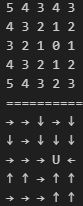 5 4 3 4 3
4 3 2 1 2
3 2 1 0 1
4 3 2 1 2
5 4 3 2 3
==========
→ → ↓ → ↓
→ ↓ ↓ ↓ ↓
→ → → U ←
↑ ↑ → ↑ ↑
→ → → ↑ ↑